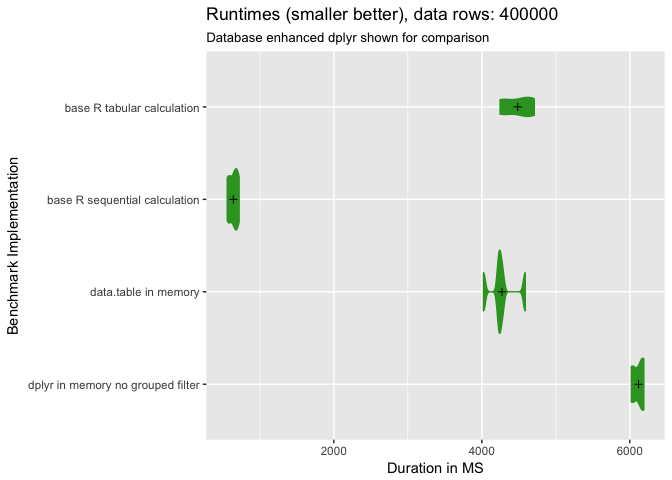 Runtimes (smaller better), data rows: 400000
Database enhanced dplyr shown for comparison
Benchmark Implementation
base R tabular calculation
base R sequential calculation
data.table in memory
dplyr in memory no grouped filter
2000 4000 6000
Duration in MS